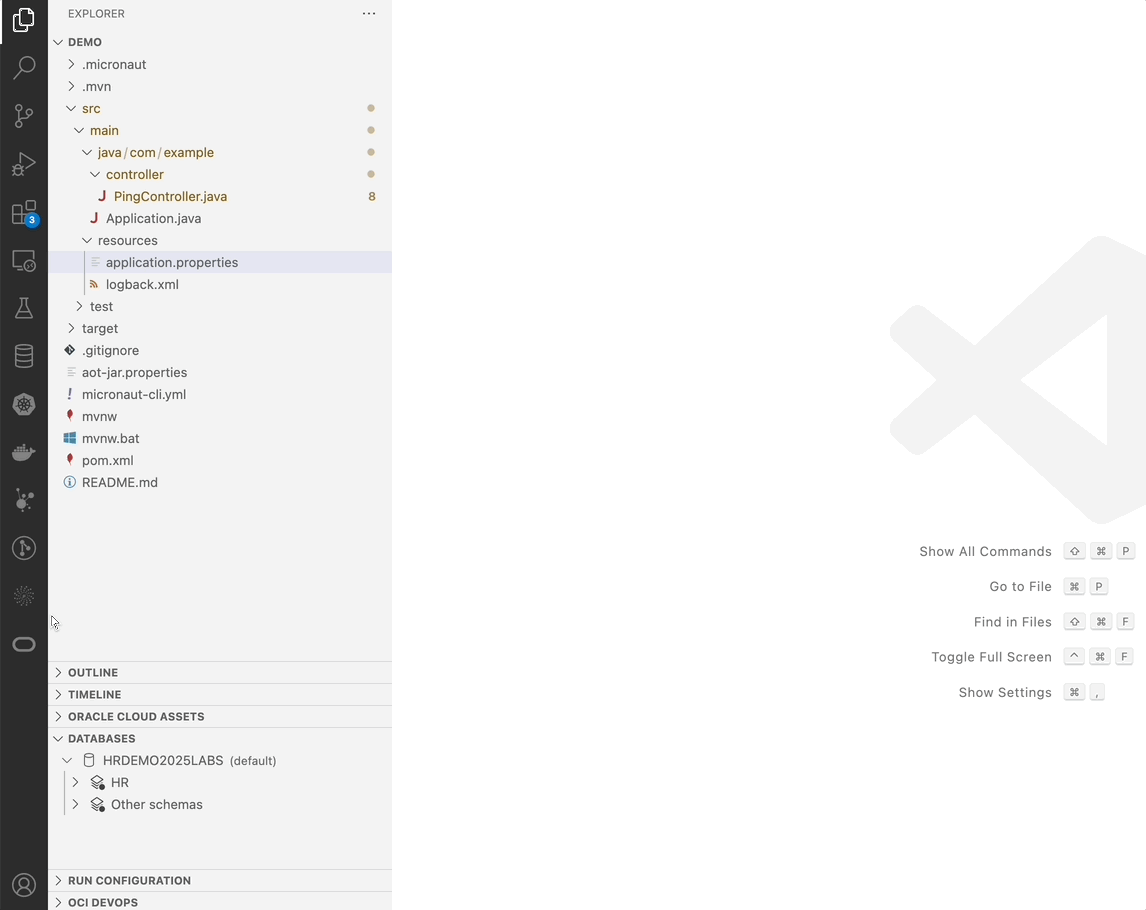 EXPLORER
DEMO
.micronaut
.mvn
src
main
java / com / example
controller
PingController.java 8
Application.java
resources
application.properties
logback.xml
test
target
.gitignore
aot-jar.properties
micronaut-cli.yml
mvnw
mvnw.bat
pom.xml
README.md
3
OUTLINE
TIMELINE
ORACLE CLOUD ASSETS
DATABASES
HRDEMO2025LABS (default)
HR
Other schemas
RUN CONFIGURATION
OCI DEVOPS
Show All Commands ⇧ ⌘ P
Go to File ⌘ P
Find in Files ⇧ ⌘ F
Toggle Full Screen ^ ⌘ F
Show Settings ⌘ ,